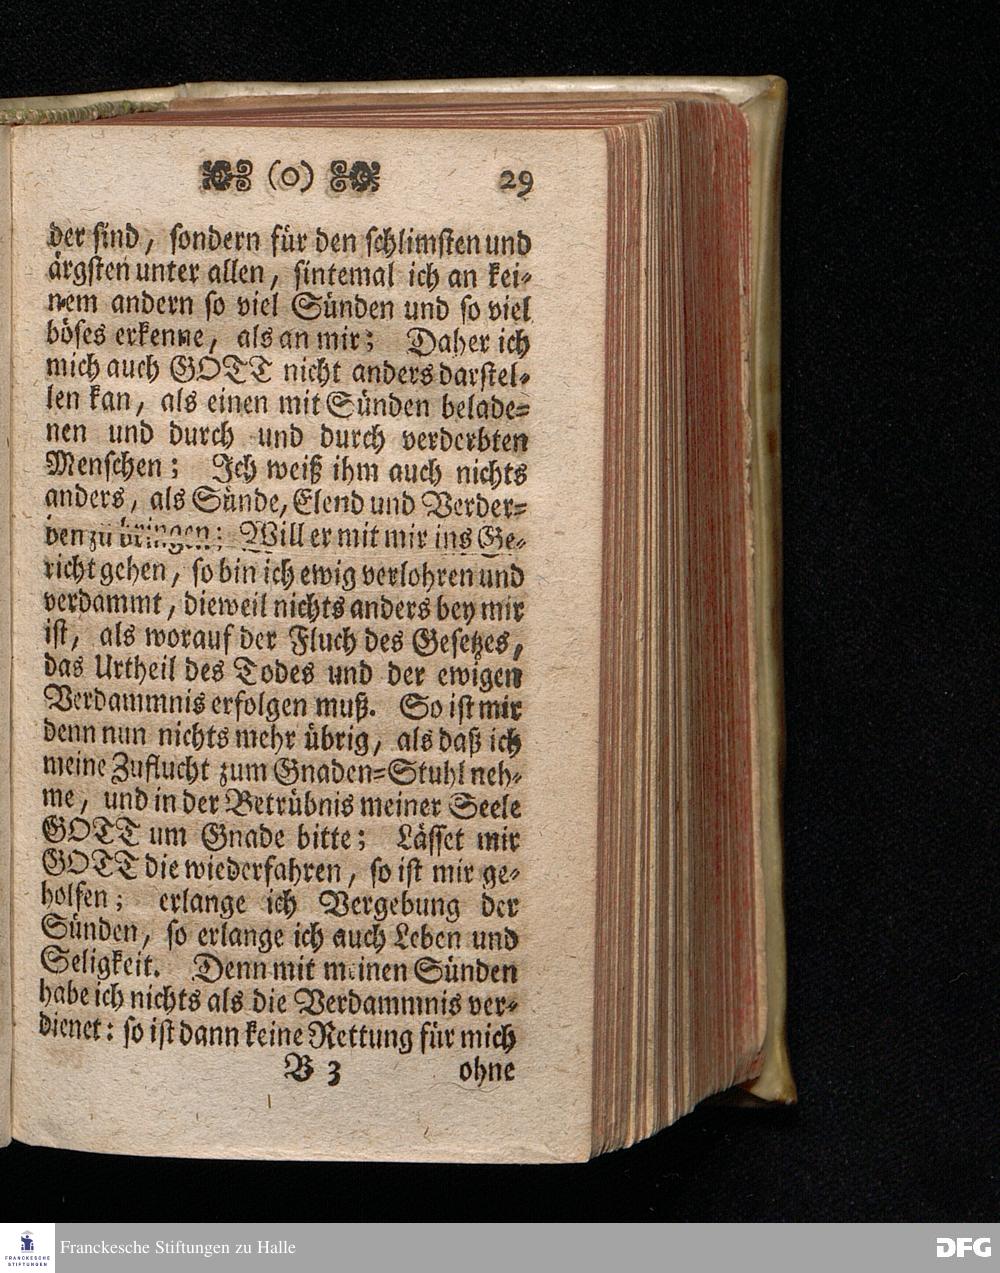 (o) 29
der sind, sondern für den schlimsten und
ärgsten unter allen, sintemal ich an kei-
nem andern so viel Sünden und so viel
böses erkenne, als an mir; Daher ich
mich auch GOTT nicht anders darstel-
len kan, als einen mit Sünden belade-
nen und durch und durch verderbten
Menschen; Ich weiß ihm auch nichts
anders, als Sünde, Elend und Verder-
ben zu bringen; Will er mit mir ins Ge-
richt gehen, so bin ich ewig verlohren und
verdammt, dieweil nichts anders bey mir
ist, als worauf der Fluch des Gesetzes,
das Urtheil des Todes und der ewigen
Verdammnis erfolgen muß. So ist mir
denn nun nichts mehr übrig, als daß ich
meine Zuflucht zum Gnaden-Stuhl neh-
me, und in der Betrübnis meiner Seele
GOTT um Gnade bitte; Lässet mir
GOTT die wiederfahren, so ist mir ge-
holfen; erlange ich Vergebung der
Sünden, so erlange ich auch Leben und
Seligkeit. Denn mit meinen Sünden
habe ich nichts als die Verdammnis ver-
dienet: so ist dann keine Rettung für mich
B 3 ohne
FRANCKESCHE
STIFTUNGEN
Franckesche Stiftungen zu Halle
DFG